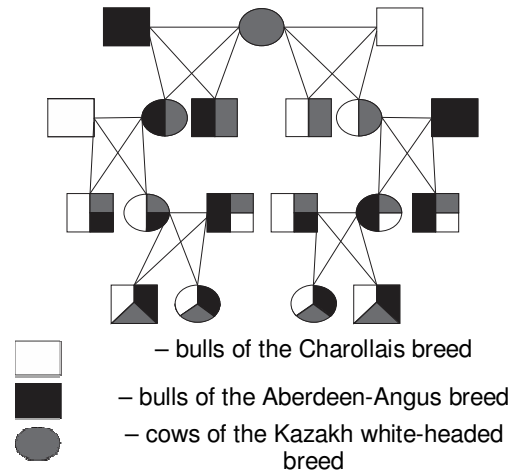 – bulls of the Charollais breed
– bulls of the Aberdeen-Angus breed
– cows of the Kazakh white-headed
breed